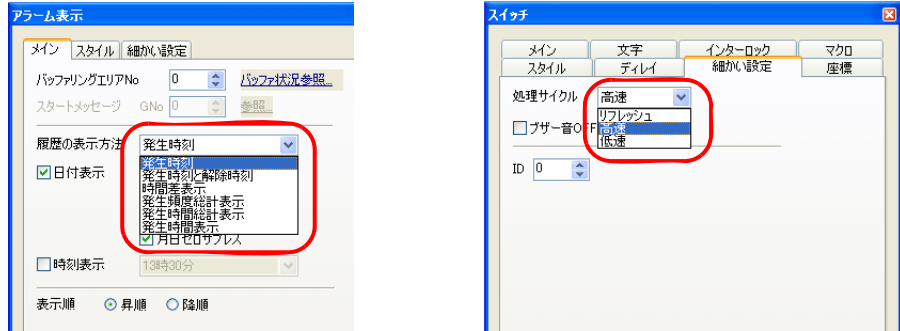 アラーム表示
メイン スタイル 細かい設定
バッファリングエリアNo 0 バッファ状況参照...
スタートメッセージ GNo 0 参照...
履歴の表示方法 発生時刻
発生時刻
発生時刻と解除時刻
時間差表示
発生頻度総計表示
発生時間総計表示
発生時間表示
日付表示
月日ゼロサプレス
時刻表示 13時30分
表示順 昇順 降順
スイッチ
メイン 文字 インターロック マクロ
スタイル ディレイ 細かい設定 座標
処理サイクル 高速
リフレッシュ
高速
低速
ブザー音OFF
ID 0